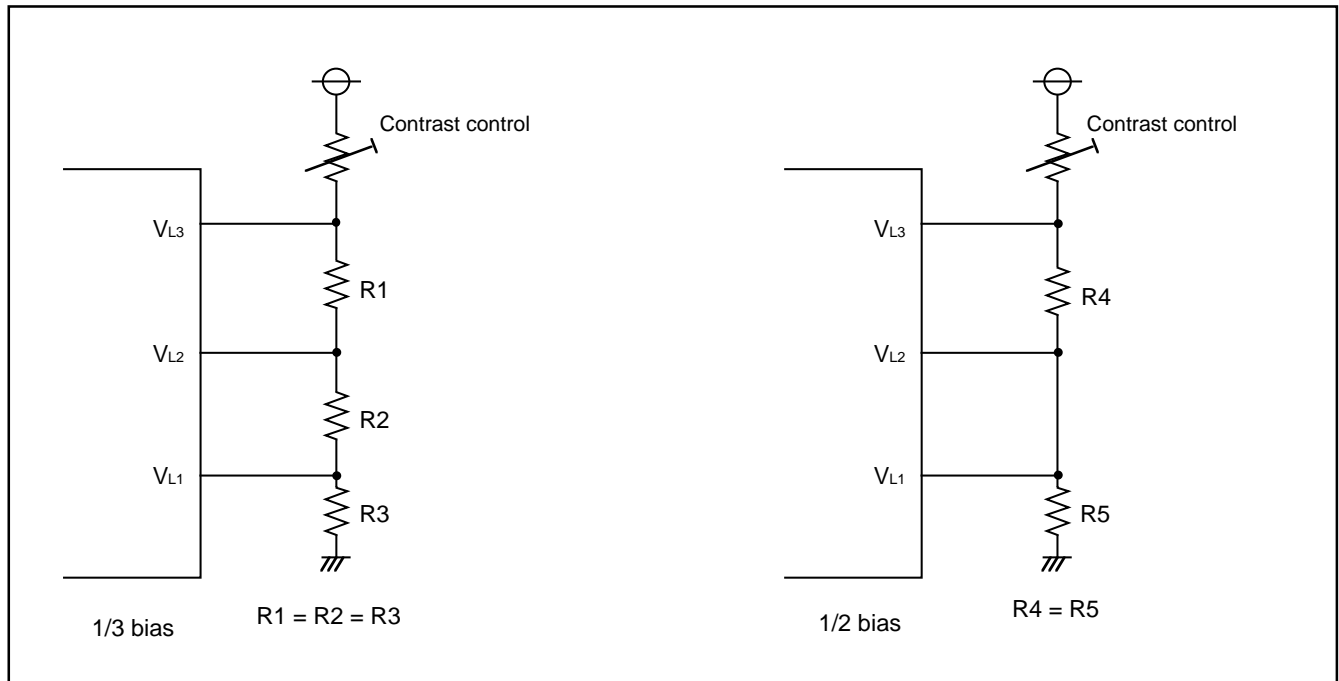 Contrast control
VL3
R1
VL2
R2
VL1
R3
1/3 bias
R1 = R2 = R3
Contrast control
VL3
R4
VL2
VL1
R5
1/2 bias
R4 = R5